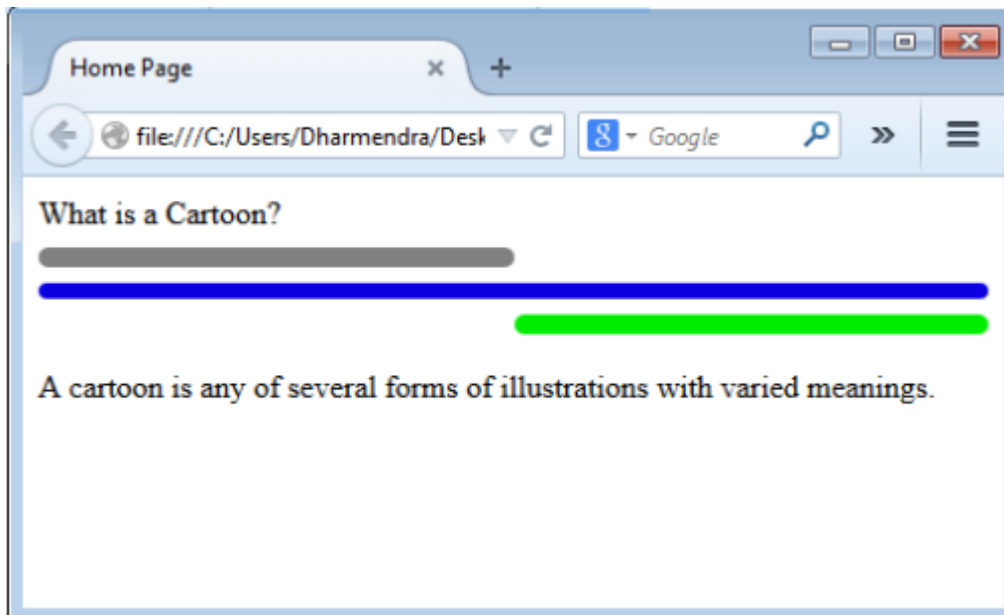 Home Page
file:///C:/Users/Dharmendra/Desk
8 Google
What is a Cartoon?
A cartoon is any of several forms of illustrations with varied meanings.